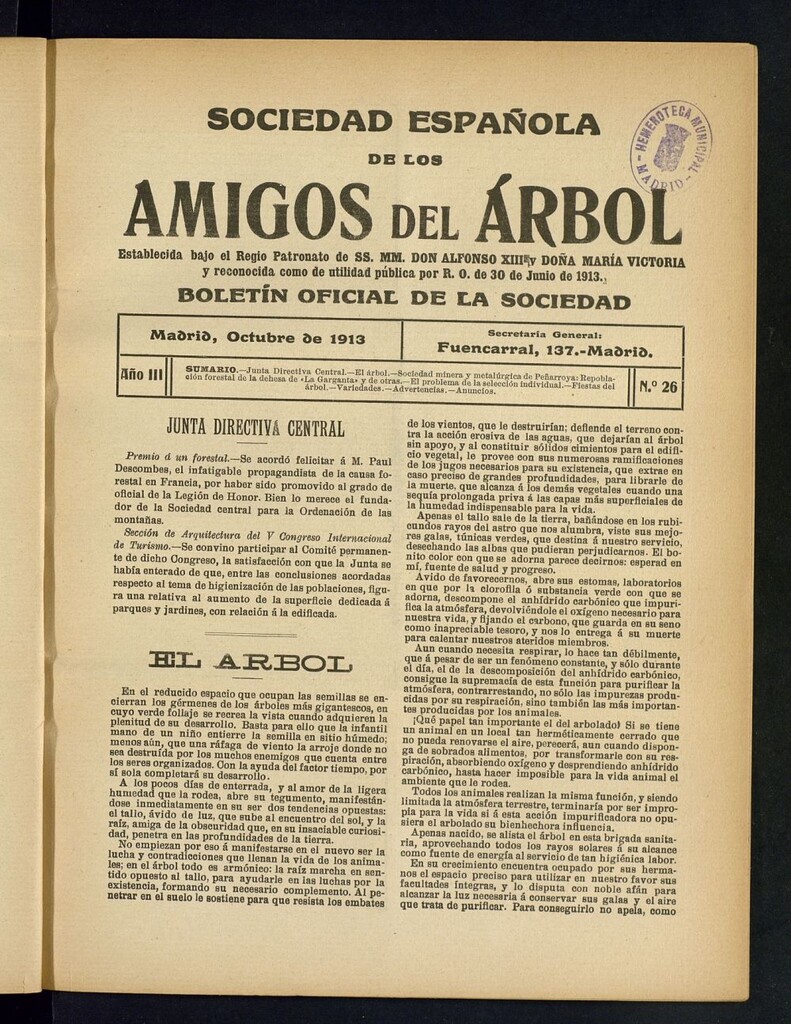 SOCIEDAD ESPAÑOLA
DE LOS
AMIGOS DEL ÁRBOL
HEMEROTECA MUNICIPAL
- MADRID -
Establecida bajo el Regio Patronato de SS. MM. DON ALFONSO XIII y DOÑA MARÍA VICTORIA
y reconocida como de utilidad pública por R. O. de 30 de Junio de 1913.
BOLETÍN OFICIAL DE LA SOCIEDAD
Madrid, Octubre de 1913
Secretaría General:
Fuencarral, 137.-Madrid.
Año III
SUMARIO.—Junta Directiva Central.—El árbol.—Sociedad minera y metalúrgica de Peñarroya: Repobla-
ción forestal de la dehesa de «La Garganta» y de otras.—El problema de la selección individual.—Fiestas del
árbol.—Variedades.—Advertencias.—Anuncios.
N.º 26
JUNTA DIRECTIVA CENTRAL
Premio á un forestal.—Se acordó felicitar á M. Paul
Descombes, el infatigable propagandista de la causa fo-
restal en Francia, por haber sido promovido al grado de
oficial de la Legión de Honor. Bien lo merece el funda-
dor de la Sociedad central para la Ordenación de las
montañas.
Sección de Arquitectura del V Congreso Internacional
de Turismo.—Se convino participar al Comité permanen-
te de dicho Congreso, la satisfacción con que la Junta se
había enterado de que, entre las conclusiones acordadas
respecto al tema de higienización de las poblaciones, figu-
ra una relativa al aumento de la superficie dedicada á
parques y jardines, con relación á la edificada.
EL ARBOL
En el reducido espacio que ocupan las semillas se en-
cierran los gérmenes de los árboles más gigantescos, en
cuyo verde follaje se recrea la vista cuando adquieren la
plenitud de su desarrollo. Basta para ello que la infantil
mano de un niño entierre la semilla en sitio húmedo;
menos aún, que una ráfaga de viento la arroje donde no
sea destruída por los muchos enemigos que cuenta entre
los seres organizados. Con la ayuda del factor tiempo, por
sí sola completará su desarrollo.
A los pocos días de enterrada, y al amor de la ligera
humedad que la rodea, abre su tegumento, manifestán-
dose inmediatamente en su ser dos tendencias opuestas:
el tallo, ávido de luz, que sube al encuentro del sol, y la
raíz, amiga de la obscuridad que, en su insaciable curiosi-
dad, penetra en las profundidades de la tierra.
No empiezan por eso á manifestarse en el nuevo ser la
lucha y contradicciones que llenan la vida de los anima-
les; en el árbol todo es armónico: la raíz marcha en sen-
tido opuesto al tallo, para ayudarle en las luchas por la
existencia, formando su necesario complemento. Al pe-
netrar en el suelo le sostiene para que resista los embates
de los vientos, que le destruirían; defiende el terreno con-
tra la acción erosiva de las aguas, que dejarían al árbol
sin apoyo, y al constituir sólidos cimientos para el edifi-
cio vegetal, le provee con sus numerosas ramificaciones
de los jugos necesarios para su existencia, que extrae en
caso preciso de grandes profundidades, para librarle de
la muerte, que alcanza á los demás vegetales cuando una
sequía prolongada priva á las capas más superficiales de
la humedad indispensable para la vida.
Apenas el tallo sale de la tierra, bañándose en los rubi-
cundos rayos del astro que nos alumbra, viste sus mejo-
res galas, túnicas verdes, que destina á nuestro servicio,
desechando las albas que pudieran perjudicarnos. El bo-
nito color con que se adorna parece decirnos: esperad en
mí, fuente de salud y progreso.
Avido de favorecernos, abre sus estomas, laboratorios
en que por la clorofila ó substancia verde con que se
adorna, descompone el anhídrido carbónico que impuri-
fica la atmósfera, devolviéndole el oxígeno necesario para
nuestra vida, y fijando el carbono, que guarda en su seno
como inapreciable tesoro, y nos lo entrega á su muerte
para calentar nuestros ateridos miembros.
Aun cuando necesita respirar, lo hace tan débilmente,
que á pesar de ser un fenómeno constante, y sólo durante
el día, el de la descomposición del anhídrido carbónico,
consigue la supremacía de esta función para purificar la
atmósfera, contrarrestando, no sólo las impurezas produ-
cidas por su respiración, sino también las más importan-
tes producidas por los animales.
¡Qué papel tan importante el del arbolado! Si se tiene
un animal en un local tan herméticamente cerrado que
no pueda renovarse el aire, perecerá, aun cuando dispon-
ga de sobrados alimentos, por transformarle con su res-
piración, absorbiendo oxígeno y desprendiendo anhídrido
carbónico, hasta hacer imposible para la vida animal el
ambiente que le rodea.
Todos los animales realizan la misma función, y siendo
limitada la atmósfera terrestre, terminaría por ser impro-
pia para la vida si á esta acción impurificadora no opu-
siera el arbolado su bienhechora influencia.
Apenas nacido, se alista el árbol en esta brigada sanita-
ria, aprovechando todos los rayos solares á su alcance
como fuente de energía al servicio de tan higiénica labor.
En su crecimiento encuentra ocupado por sus herma-
nos el espacio preciso para utilizar en nuestro favor sus
facultades íntegras, y lo disputa con noble afán para
alcanzar la luz necesaria á conservar sus galas y el aire
que trata de purificar. Para conseguirlo no apela, como